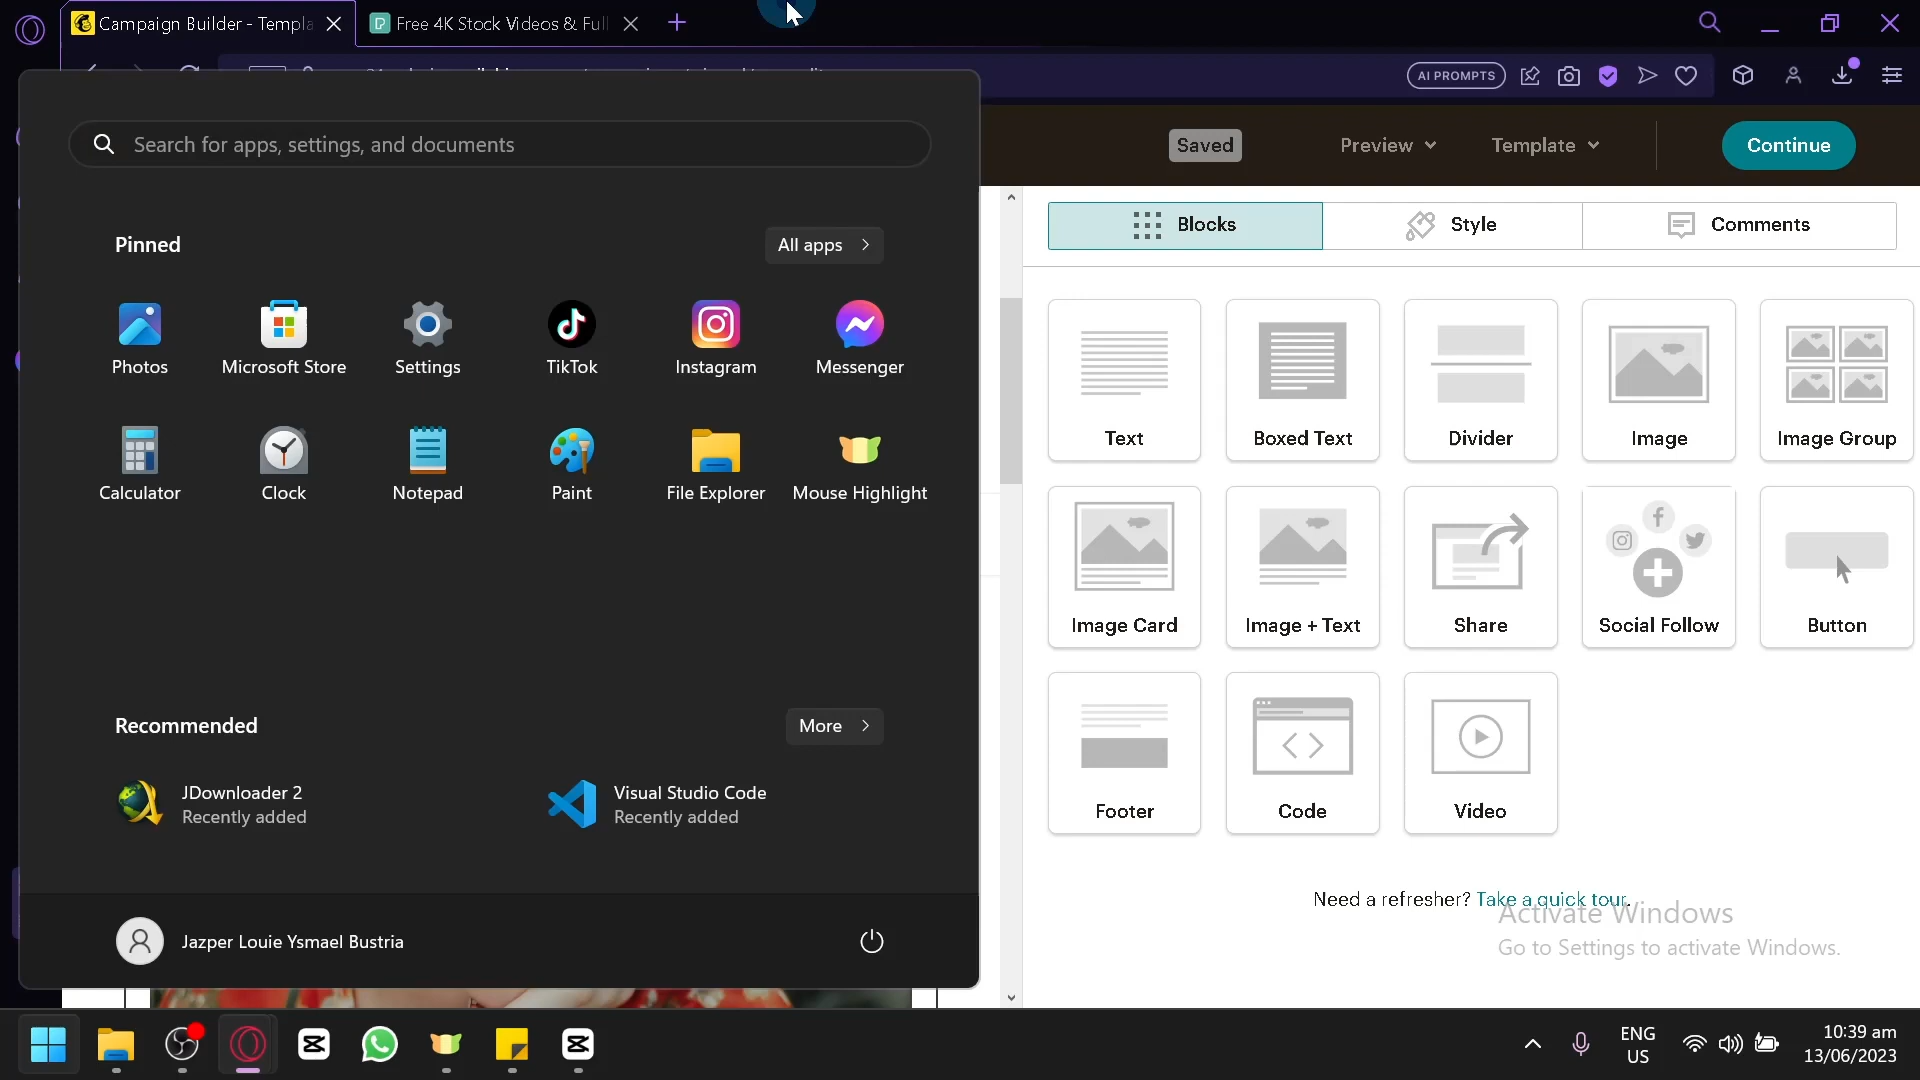 Campaign Builder - Templa
Free 4K Stock Videos & Full
AI PROMPTS
Search for apps, settings, and documents
Saved
Preview
Template
Continue
Blocks
Style
Comments
Pinned
All apps
Photos
Microsoft Store
Settings
TikTok
Instagram
Messenger
Calculator
Clock
Notepad
Paint
File Explorer
Mouse Highlight
Text
Boxed Text
Divider
Image
Image Group
Image Card
Image + Text
Share
Social Follow
Button
Footer
Code
Video
Recommended
More
JDownloader 2
Recently added
Visual Studio Code
Recently added
Need a refresher? Take a quick tour.
Activate Windows
Go to Settings to activate Windows.
Jazper Louie Ysmael Bustria
ENG
US
10:39 am
13/06/2023